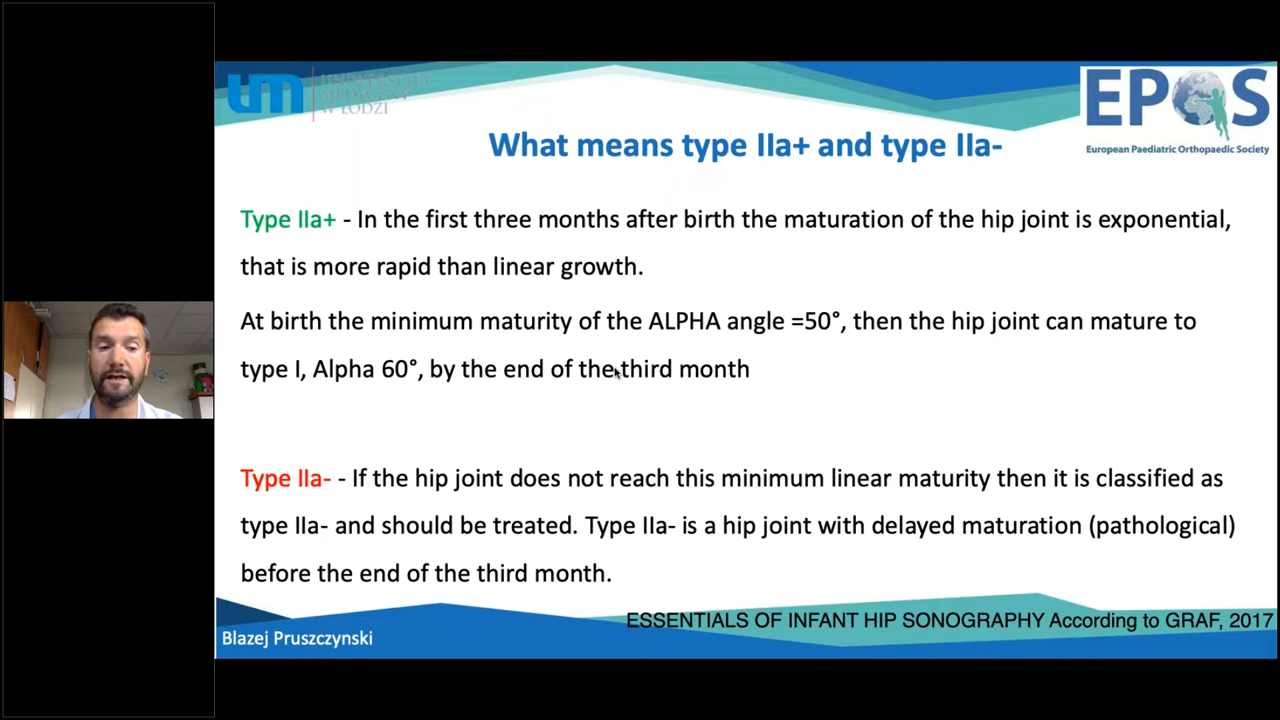 UNIWERSYTET
MEDYCZNY
W ŁODZI
EPOS
European Paediatric Orthopaedic Society
What means type IIa+ and type IIa-
Type IIa+ - In the first three months after birth the maturation of the hip joint is exponential,
that is more rapid than linear growth.
At birth the minimum maturity of the ALPHA angle =50°, then the hip joint can mature to
type I, Alpha 60°, by the end of the third month
Type IIa- - If the hip joint does not reach this minimum linear maturity then it is classified as
type IIa- and should be treated. Type IIa- is a hip joint with delayed maturation (pathological)
before the end of the third month.
ESSENTIALS OF INFANT HIP SONOGRAPHY According to GRAF, 2017
Blazej Pruszczynski